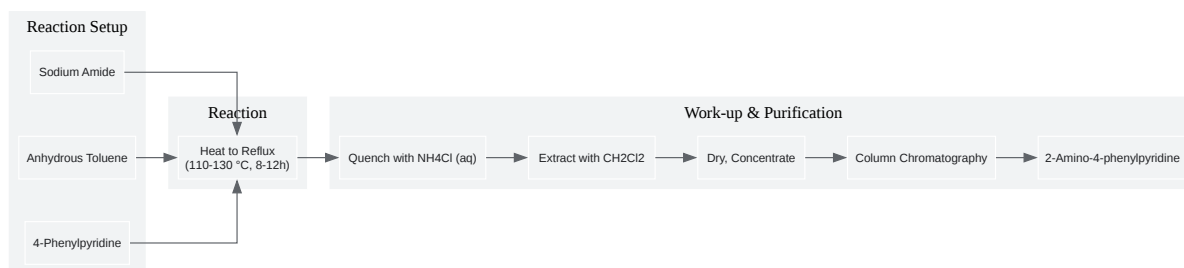 Reaction Setup
Sodium Amide
Reaction
Work-up & Purification
Anhydrous Toluene
Heat to Reflux
(110-130 °C, 8-12h)
Quench with NH4Cl (aq)
Extract with CH2Cl2
Dry, Concentrate
Column Chromatography
2-Amino-4-phenylpyridine
4-Phenylpyridine